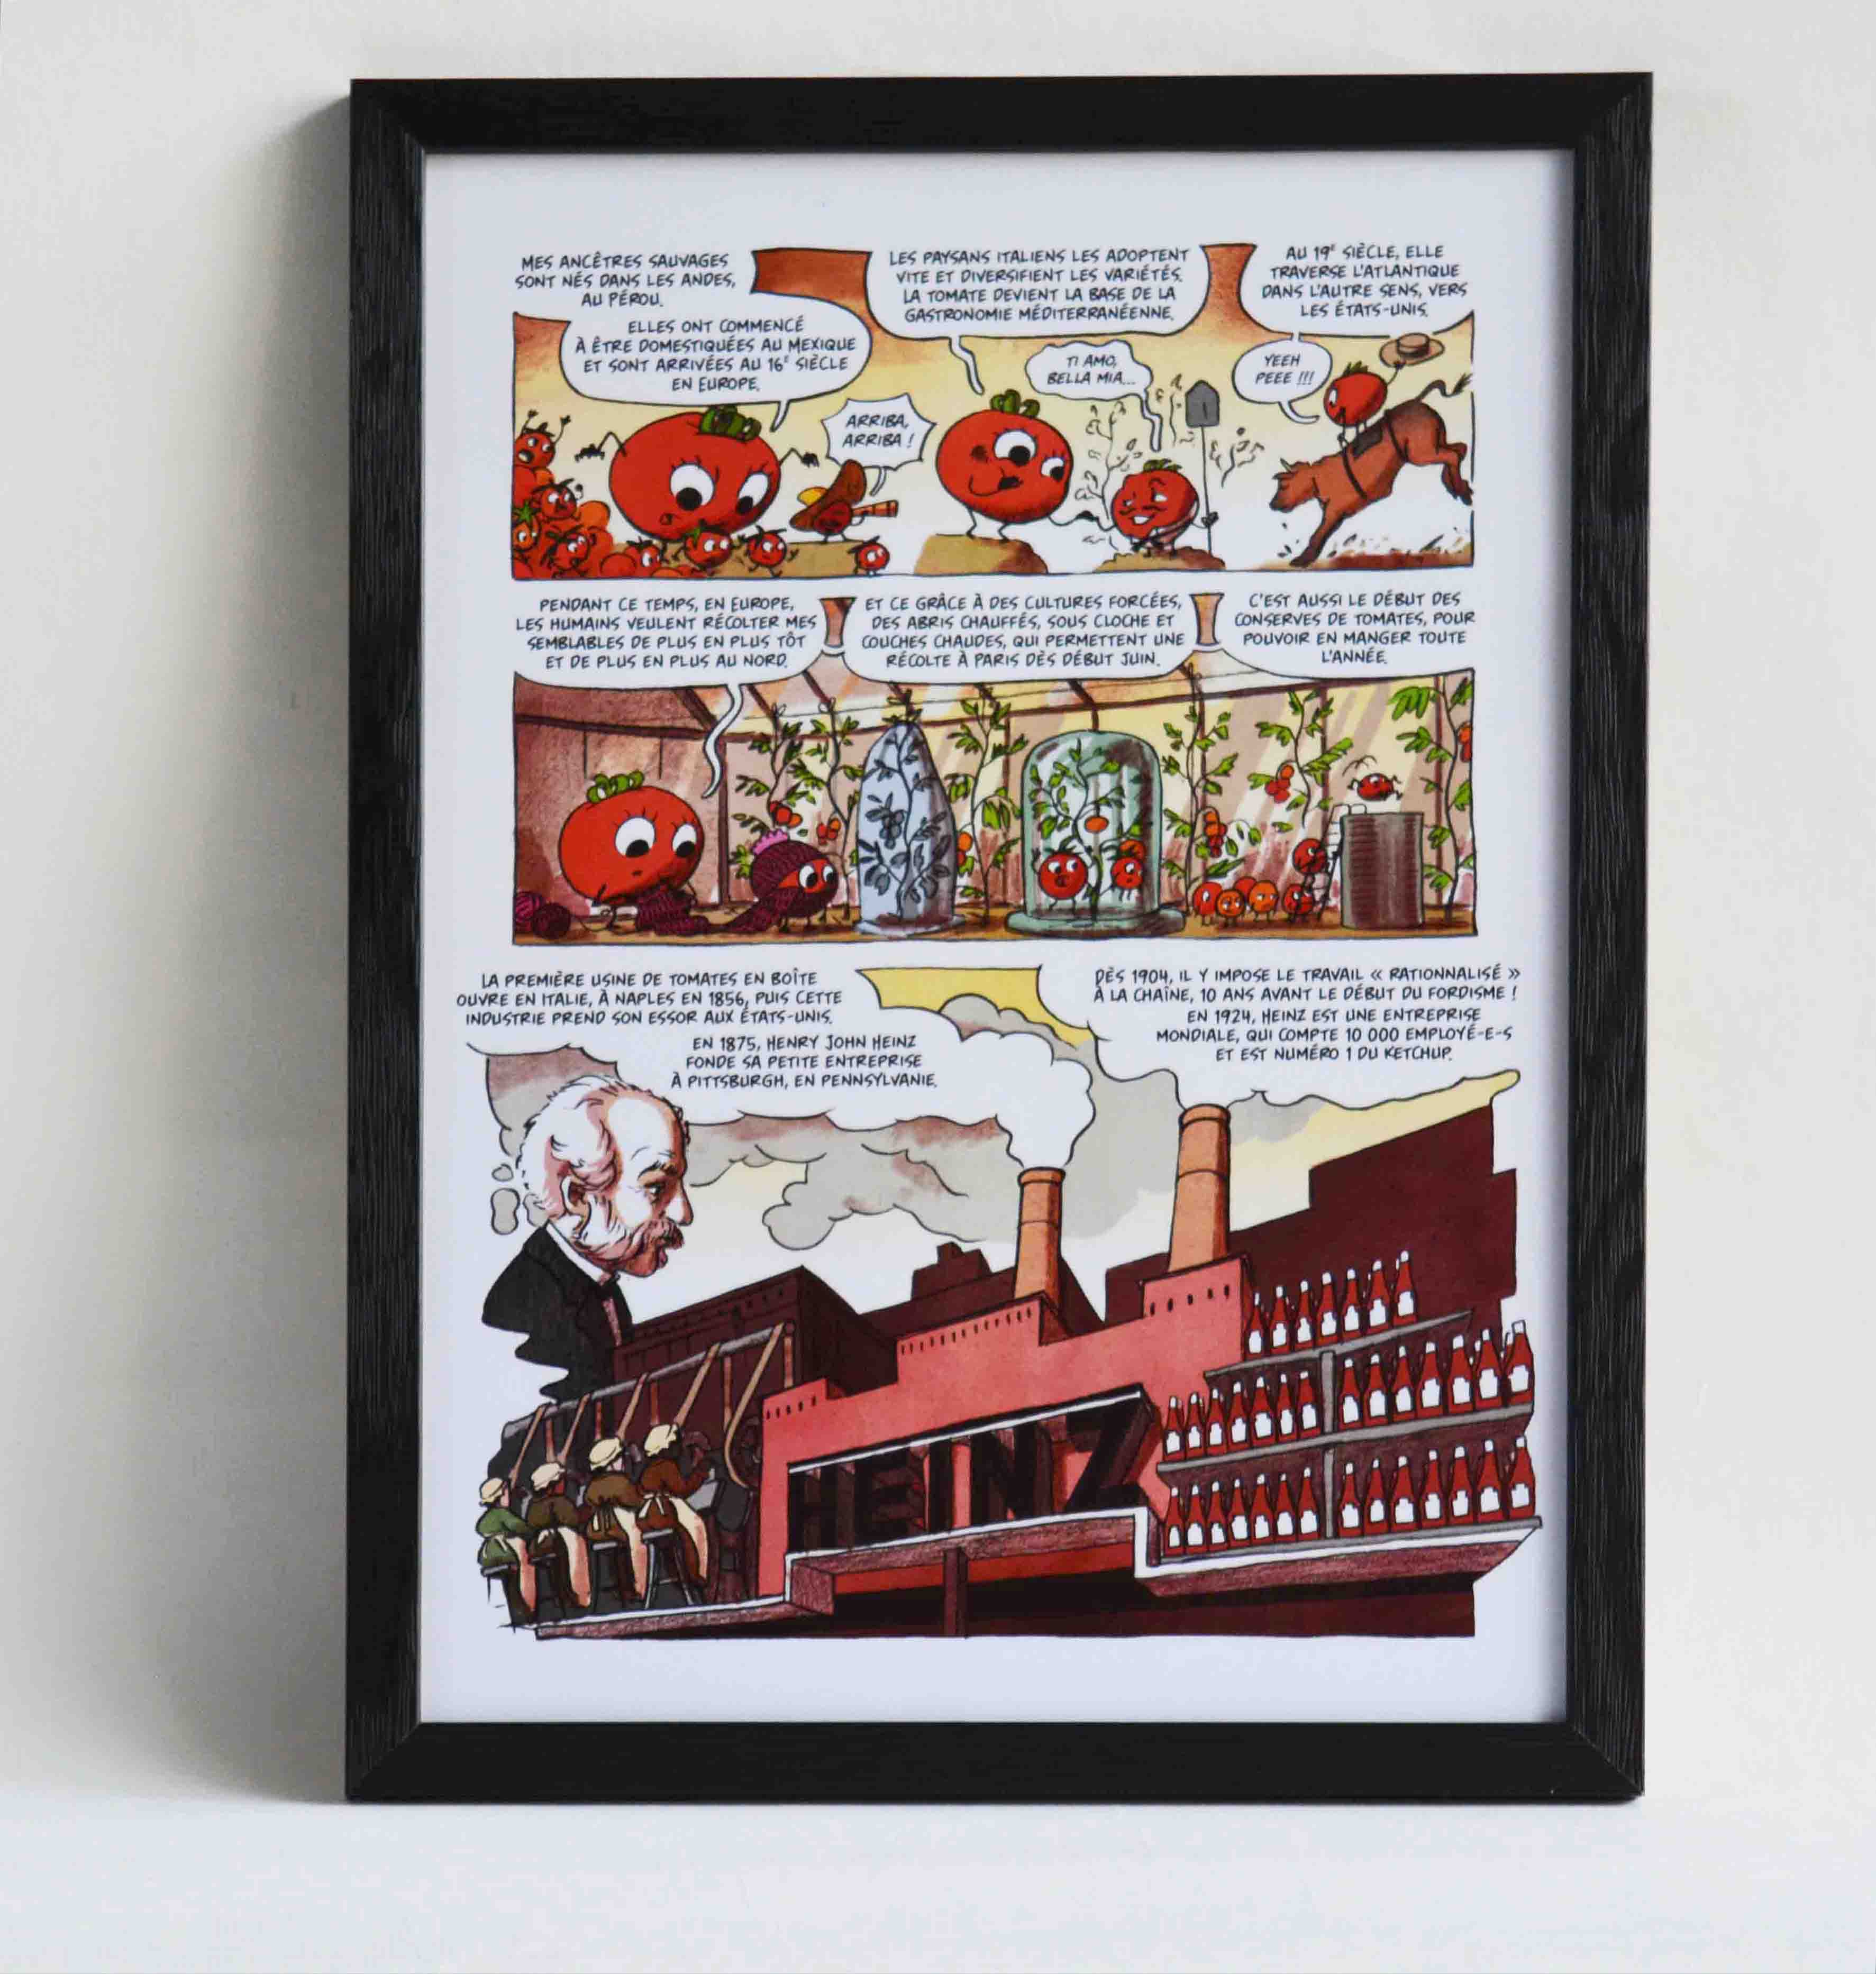 MES ANCÊTRES SAUVAGES
SONT NÉS DANS LES ANDES,
AU PÉROU.
ELLES ONT COMMENCÉ
À ÊTRE DOMESTIQUÉES AU MEXIQUE
ET SONT ARRIVÉES AU 16E SIÈCLE
EN EUROPE.
ARRIBA,
ARRIBA !
LES PAYSANS ITALIENS LES ADOPTENT
VITE ET DIVERSIFIENT LES VARIÉTÉS.
LA TOMATE DEVIENT LA BASE DE LA
GASTRONOMIE MÉDITERRANÉENNE.
TI AMO,
BELLA MIA...
AU 19E SIÈCLE, ELLE
TRAVERSE L'ATLANTIQUE
DANS L'AUTRE SENS, VERS
LES ÉTATS-UNIS.
YEEH
PEEE !!!
PENDANT CE TEMPS, EN EUROPE,
LES HUMAINS VEULENT RÉCOLTER MES
SEMBLABLES DE PLUS EN PLUS TÔT
ET DE PLUS EN PLUS AU NORD.
ET CE GRÂCE À DES CULTURES FORCÉES,
DES ABRIS CHAUFFÉS, SOUS CLOCHE ET
COUCHES CHAUDES, QUI PERMETTENT UNE
RÉCOLTE À PARIS DÈS DÉBUT JUIN.
C'EST AUSSI LE DÉBUT DES
CONSERVES DE TOMATES, POUR
POUVOIR EN MANGER TOUTE
L'ANNÉE.
LA PREMIÈRE USINE DE TOMATES EN BOÎTE
OUVRE EN ITALIE, À NAPLES EN 1856, PUIS CETTE
INDUSTRIE PREND SON ESSOR AUX ÉTATS-UNIS.
EN 1875, HENRY JOHN HEINZ
FONDE SA PETITE ENTREPRISE
À PITTSBURGH, EN PENNSYLVANIE.
DÈS 1904, IL Y IMPOSE LE TRAVAIL « RATIONNALISÉ »
À LA CHAÎNE, 10 ANS AVANT LE DÉBUT DU FORDISME !
EN 1924, HEINZ EST UNE ENTREPRISE
MONDIALE, QUI COMPTE 10 000 EMPLOYÉ-E-S
ET EST NUMÉRO 1 DU KETCHUP.
HEINZ